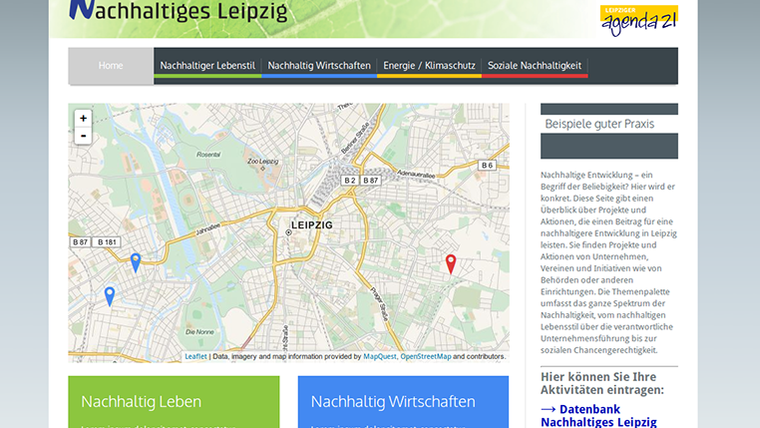 Nachhaltiges Leipzig
LEIPZIGER
agenda 21
Home
Nachhaltiger Lebenstil
Nachhaltig Wirtschaften
Energie / Klimaschutz
Soziale Nachhaltigkeit
+
-
Rosental
Zoo Leipzig
Berliner Straße
Adenauerallee
B 6
B 2
B 87
Jahnallee
LEIPZIG
B 87
B 181
Prager Straße
Die Nonne
Leaflet | Data, imagery and map information provided by MapQuest, OpenStreetMap and contributors.
Beispiele guter Praxis
Nachhaltige Entwicklung – ein
Begriff der Beliebigkeit? Hier wird er
konkret. Diese Seite gibt einen
Überblick über Projekte und
Aktionen, die einen Beitrag für eine
nachhaltigere Entwicklung in Leipzig
leisten. Sie finden Projekte und
Aktionen von Unternehmen,
Vereinen und Initiativen wie von
Behörden oder anderen
Einrichtungen. Die Themenpalette
umfasst das ganze Spektrum der
Nachhaltigkeit, vom nachhaltigen
Lebensstil über die verantwortliche
Unternehmensführung bis zur
sozialen Chancengerechtigkeit.
Hier können Sie Ihre
Aktivitäten eintragen:
→ Datenbank
Nachhaltiges Leipzig
Nachhaltig Leben
Nachhaltig Wirtschaften